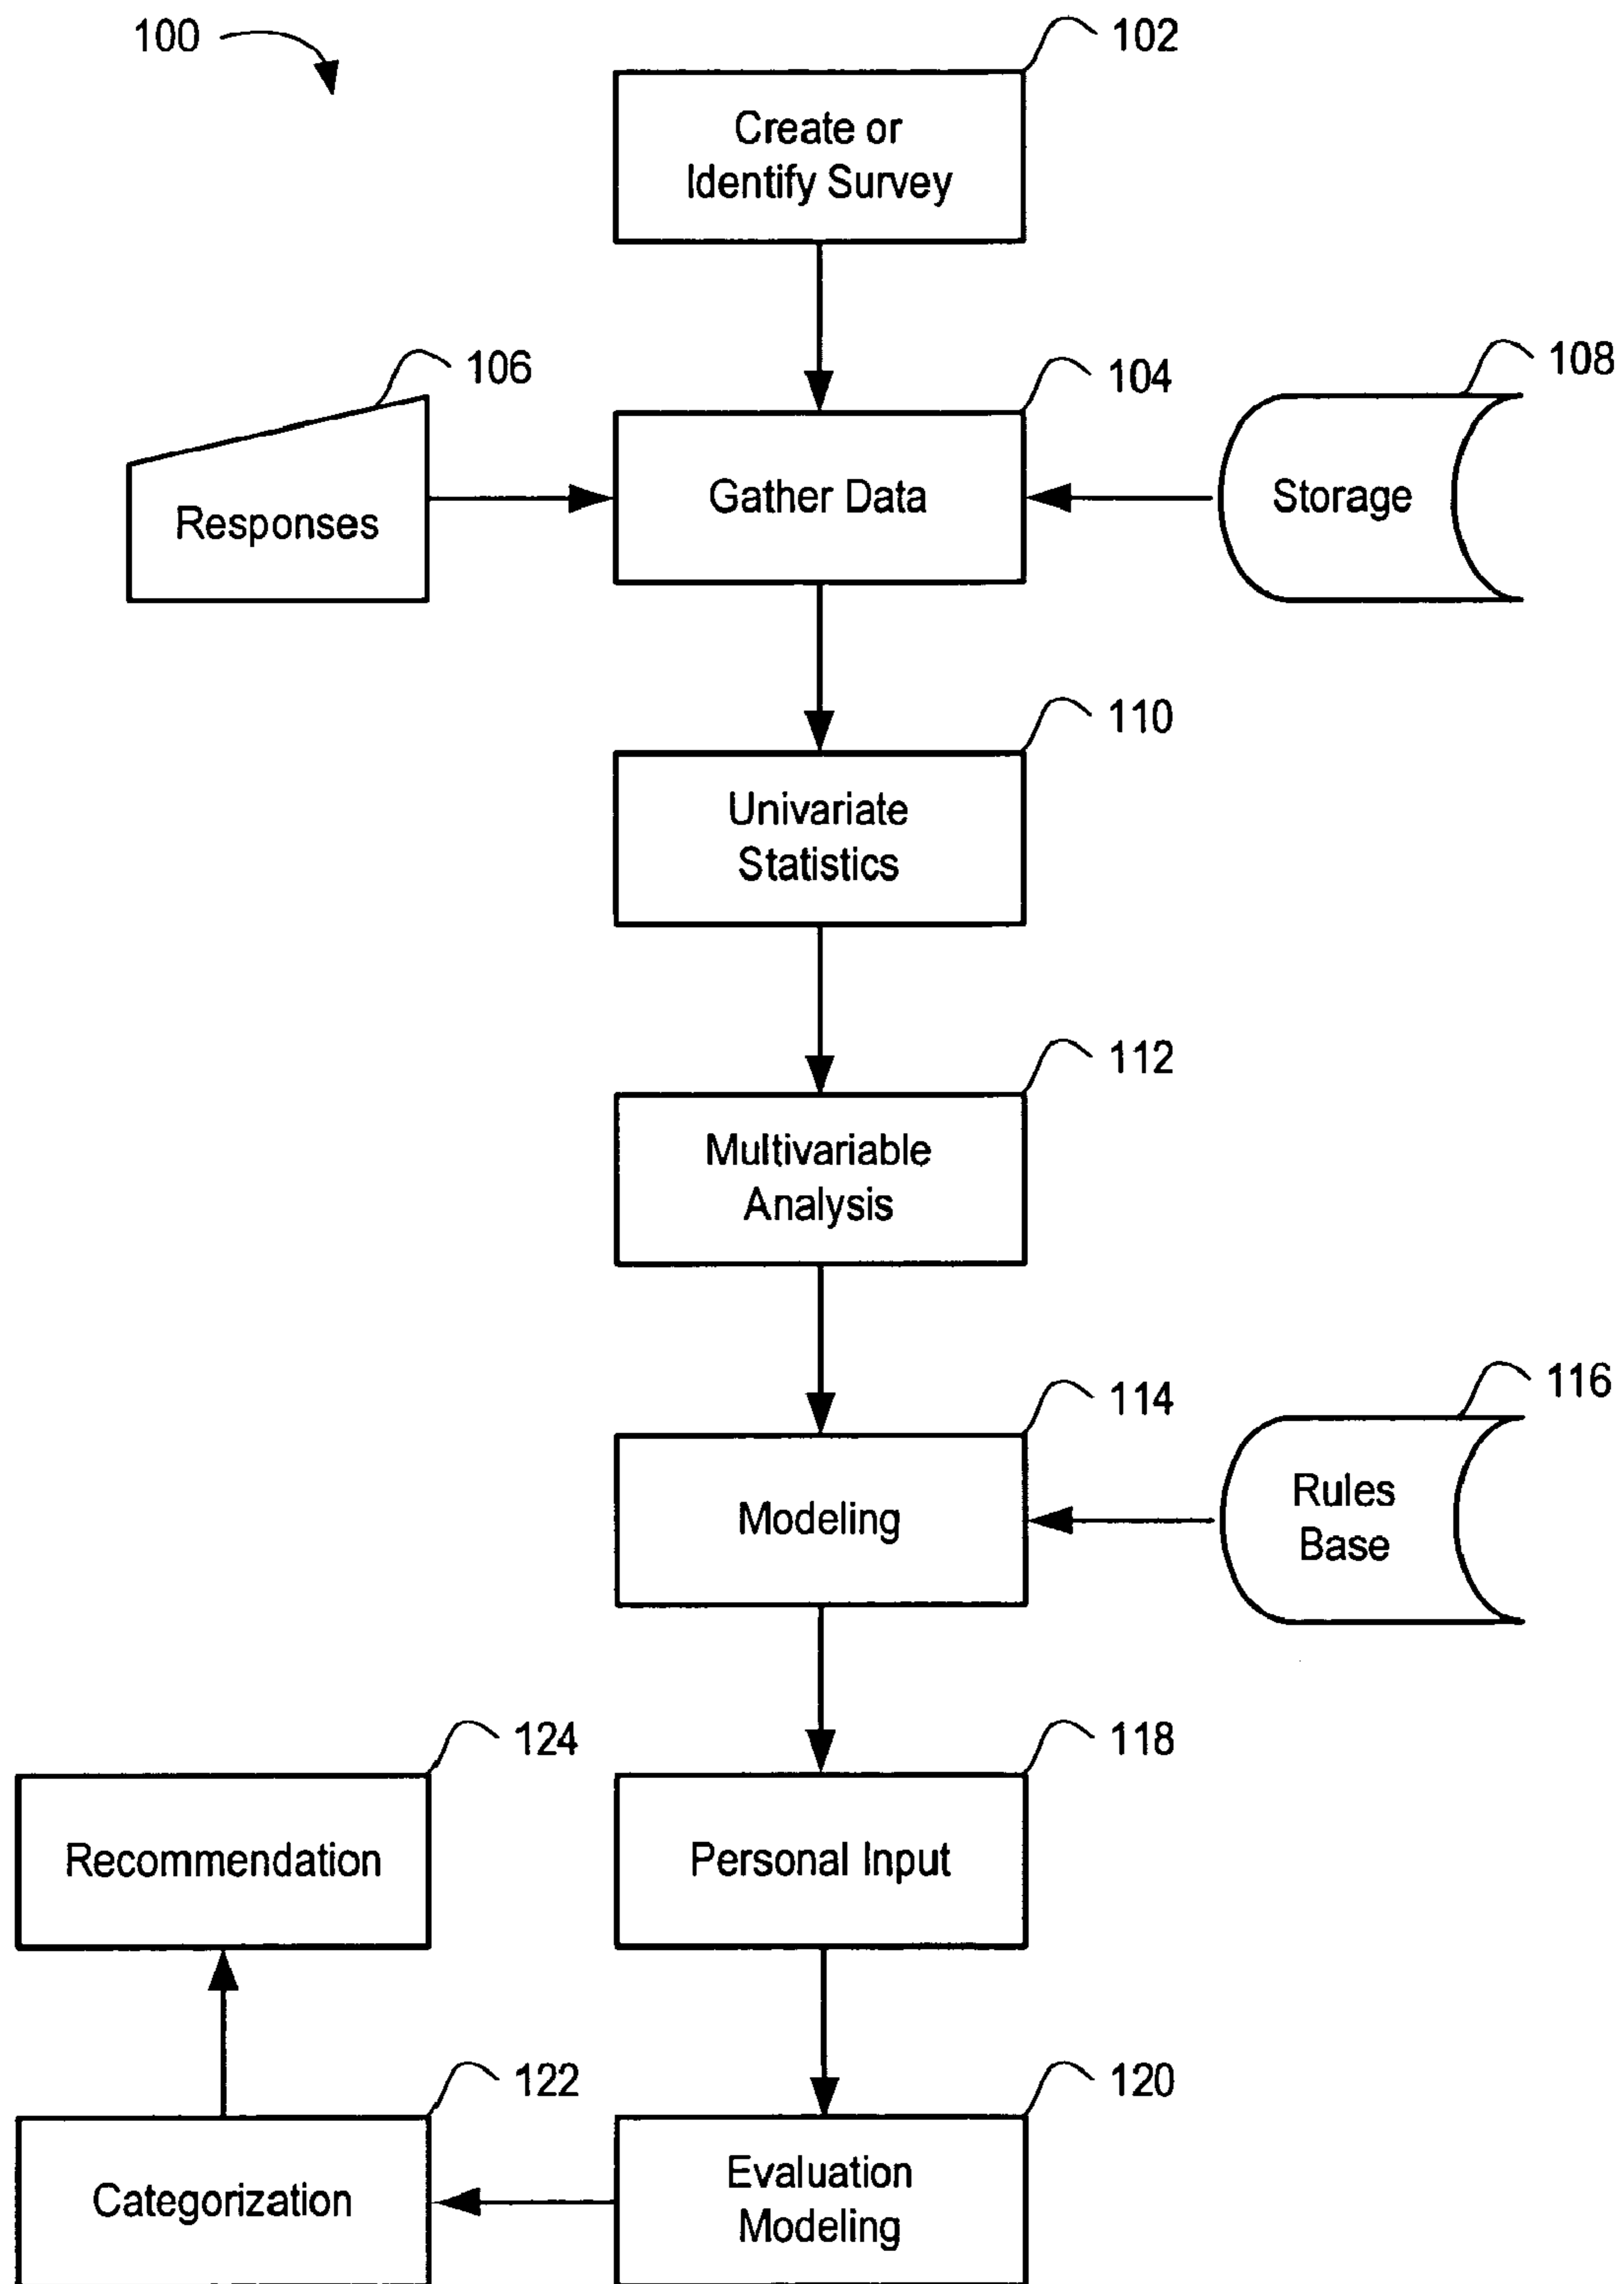 100
102
Create or
Identify Survey
106
104
108
Responses
Gather Data
Storage
110
Univariate
Statistics
112
Multivariable
Analysis
114
116
Modeling
Rules
Base
124
118
Recommendation
Personal Input
122
120
Categorization
Evaluation
Modeling